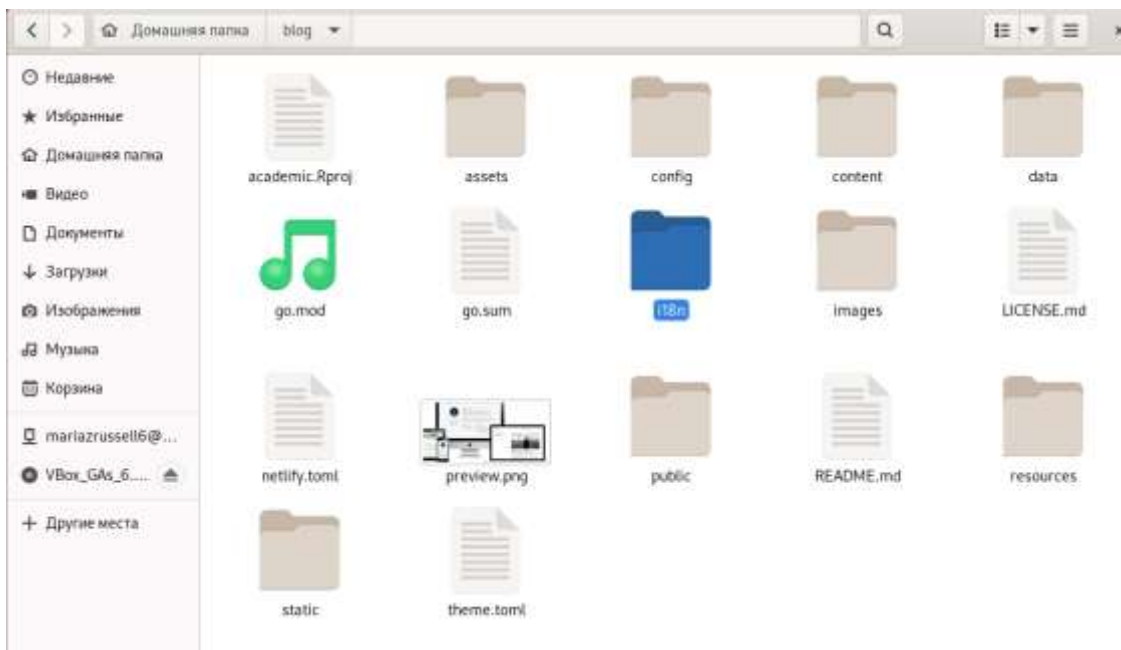 Домашняя папка blog
Недавние
Избранные
Домашняя папка
Видео
Документы
Загрузки
Изображения
Музыка
Корзина
mariazrussell6@...
VBox_GAs_6....
Другие места
academic.Rproj assets config content data
go.mod go.sum i18n images LICENSE.md
netlify.toml preview.png public README.md resources
static theme.toml